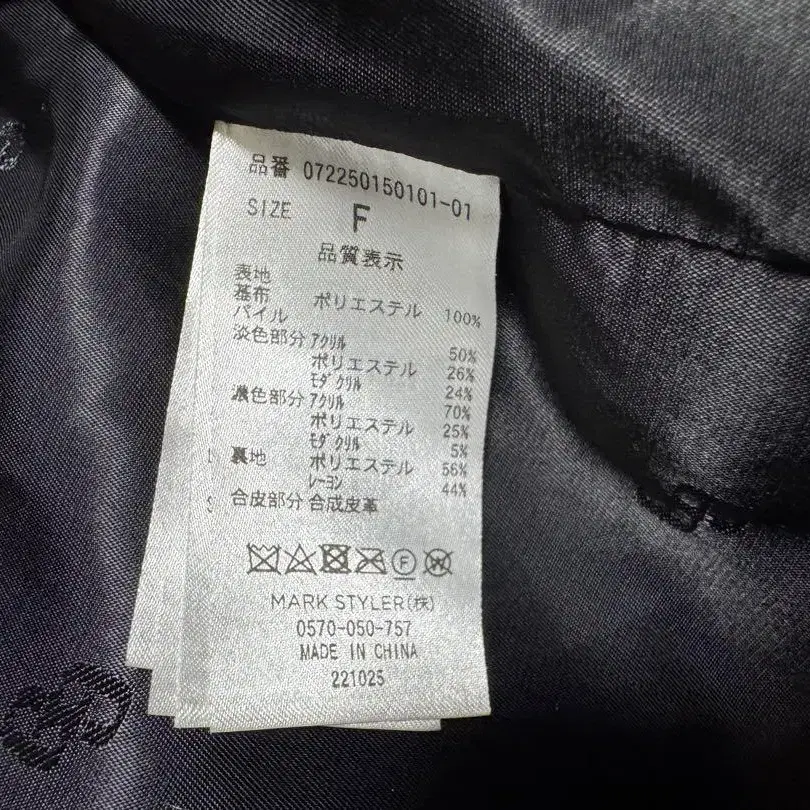 品番 072250150101-01
SIZE F
品質表示
表地
基布 ポリエステル 100%
パイル
淡色部分 アクリル 50%
ポリエステル 26%
モダクリル 24%
濃色部分 アクリル 70%
ポリエステル 25%
モダクリル 5%
裏地 ポリエステル 56%
レーヨン 44%
合皮部分 合成皮革
F W
MARK STYLER(株)
0570-050-757
MADE IN CHINA
221025